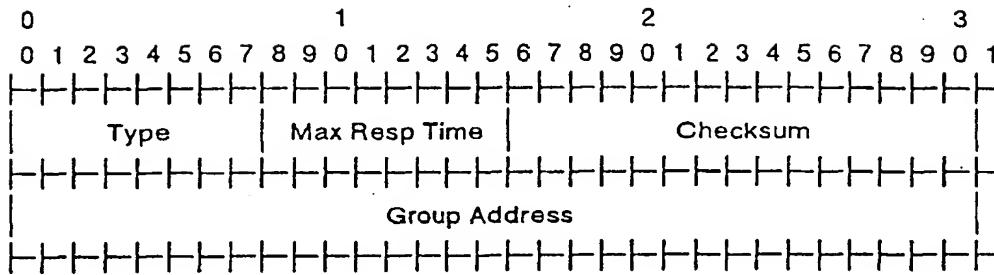 0 1 2 3
0 1 2 3 4 5 6 7 8 9 0 1 2 3 4 5 6 7 8 9 0 1 2 3 4 5 6 7 8 9 0 1
Type Max Resp Time Checksum
Group Address